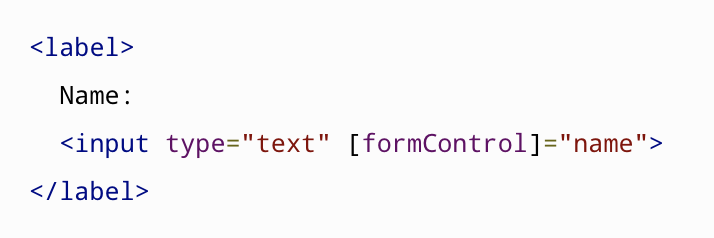 <label>
  Name:
  <input type="text" [formControl]="name">
</label>